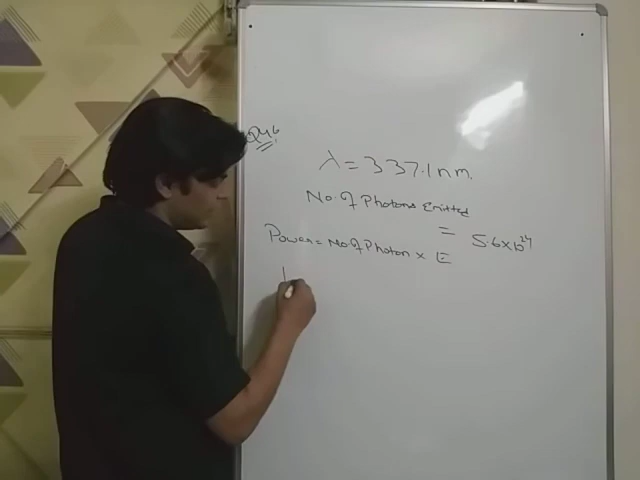 Q46
λ = 337.1 nm.
No. of Photons Emitted
= 5.6 x 10²⁴
Power = No. of Photon x E